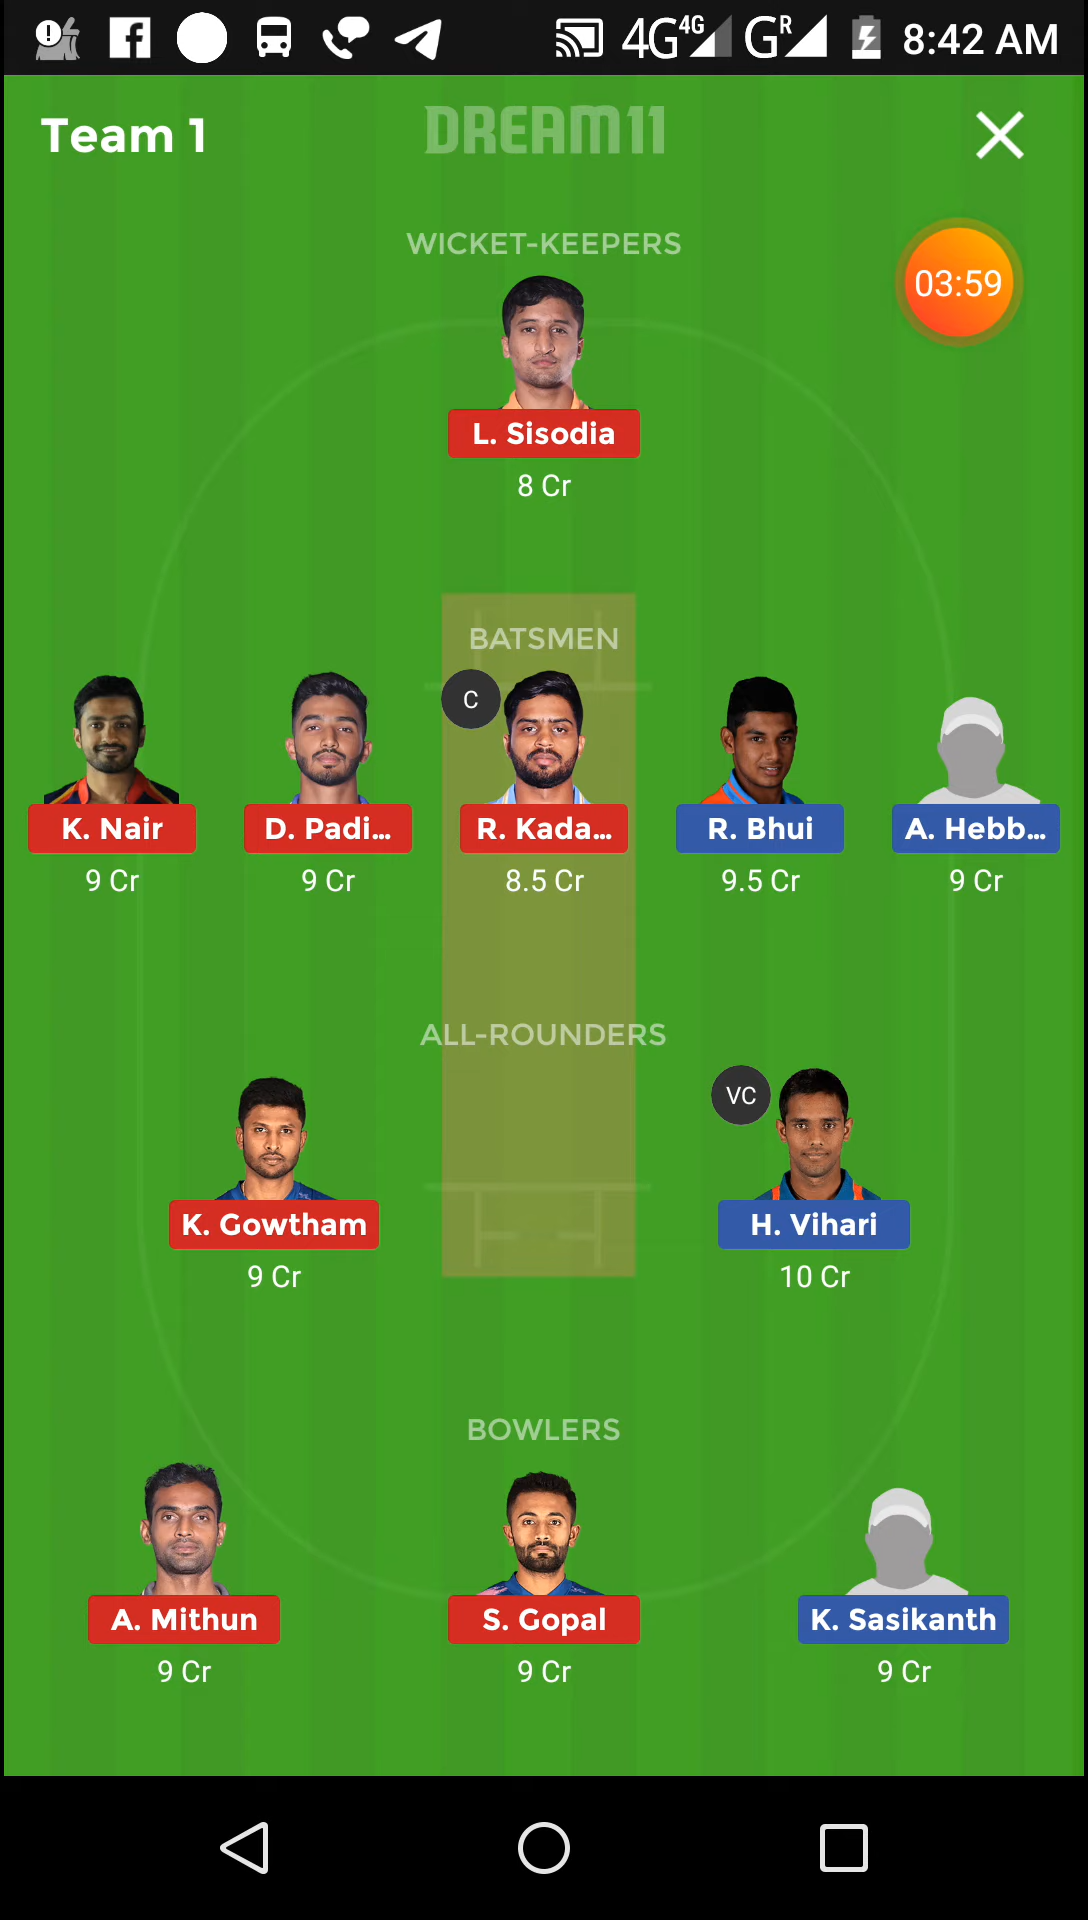 4G 4G G R 8:42 AM
Team 1 DREAM11
WICKET-KEEPERS
03:59
L. Sisodia
8 Cr
BATSMEN
C
K. Nair D. Padi... R. Kada... R. Bhui A. Hebb...
9 Cr 9 Cr 8.5 Cr 9.5 Cr 9 Cr
ALL-ROUNDERS
VC
K. Gowtham H. Vihari
9 Cr 10 Cr
BOWLERS
A. Mithun S. Gopal K. Sasikanth
9 Cr 9 Cr 9 Cr